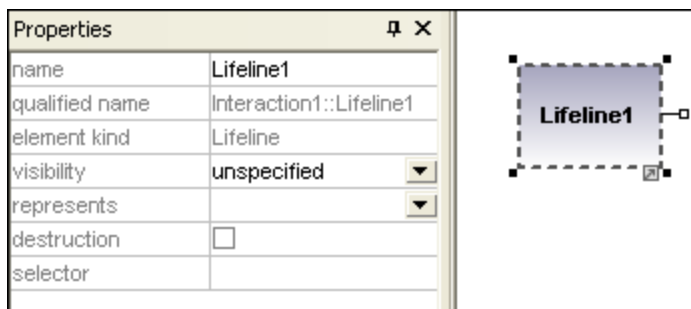 Properties
name Lifeline1
qualified name Interaction1::Lifeline1
element kind Lifeline
visibility unspecified
represents
destruction
selector
Lifeline1